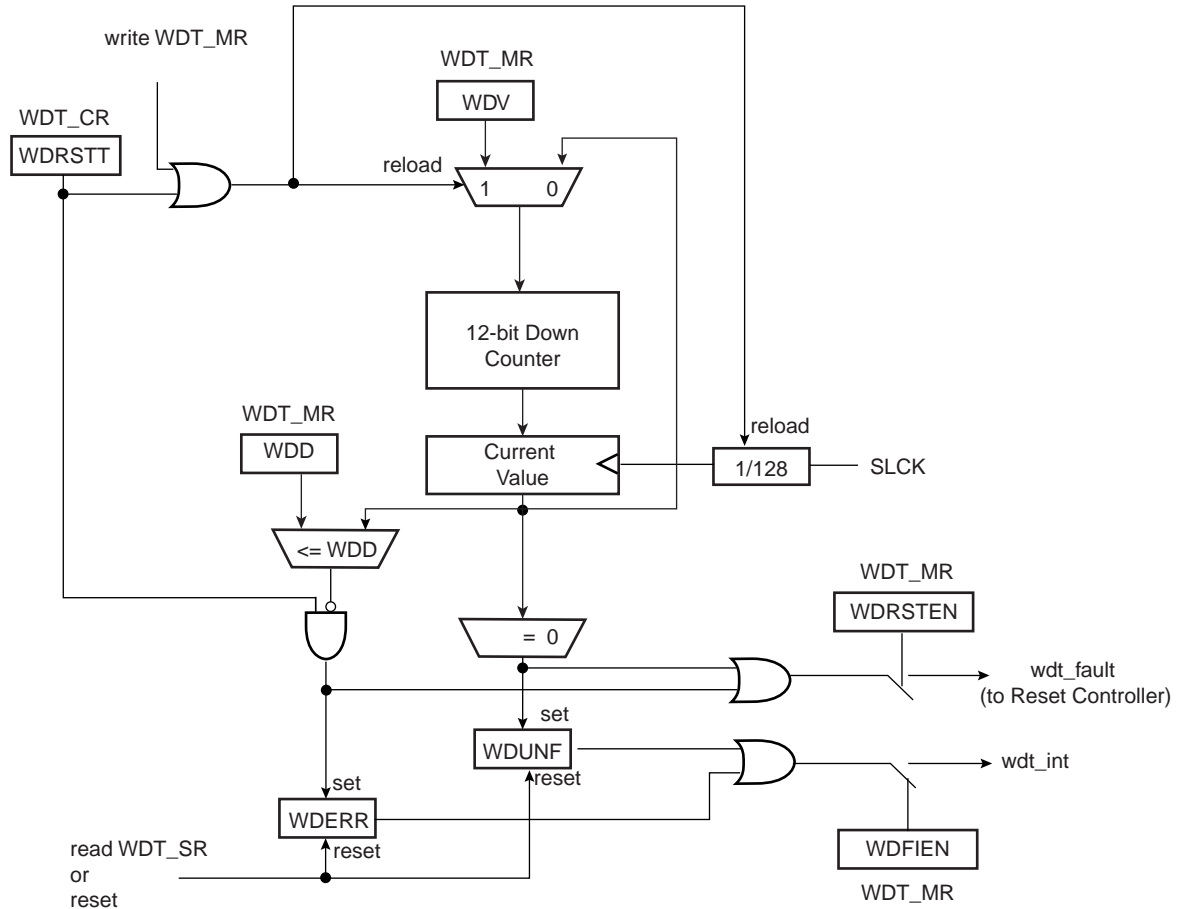 write WDT_MR
WDT_MR
WDV
WDT_CR
WDRSTT
reload
1 0
12-bit Down
Counter
WDT_MR
WDD
reload
Current
Value
1/128
SLCK
<= WDD
WDT_MR
WDRSTEN
= 0
wdt_fault
(to Reset Controller)
set
WDUNF
reset
wdt_int
set
WDERR
reset
read WDT_SR
or
reset
WDFIEN
WDT_MR